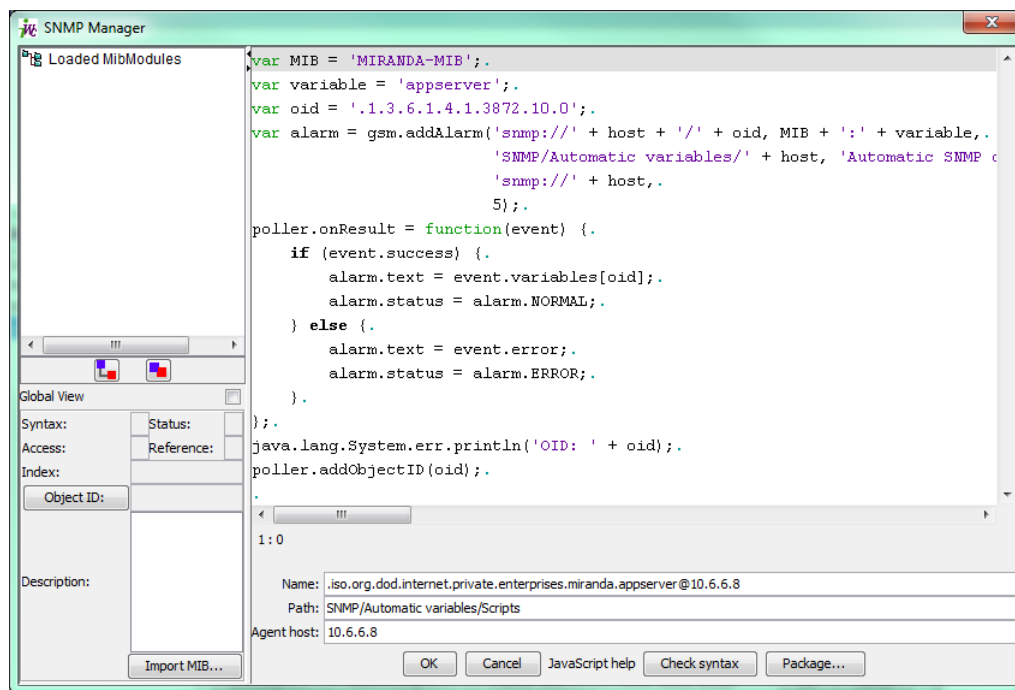 SNMP Manager
Loaded MibModules
var MIB = 'MIRANDA-MIB';.
var variable = 'appserver';.
var oid = '.1.3.6.1.4.1.3872.10.0';.
var alarm = gsm.addAlarm('snmp://' + host + '/' + oid, MIB + ':' + variable,.
'SNMP/Automatic variables/' + host, 'Automatic SNMP
'snmp://' + host,.
5);.
poller.onResult = function(event) {.
if (event.success) {.
alarm.text = event.variables[oid];.
alarm.status = alarm.NORMAL;.
} else {.
alarm.text = event.error;.
alarm.status = alarm.ERROR;.
}.
};.
java.lang.System.err.println('OID: ' + oid);.
poller.addObjectID(oid);.
.
1:0
Global View
Syntax:
Status:
Access:
Reference:
Index:
Object ID:
Description:
Import MIB...
Name: .iso.org.dod.internet.private.enterprises.miranda.appserver@10.6.6.8
Path: SNMP/Automatic variables/Scripts
Agent host: 10.6.6.8
OK Cancel JavaScript help Check syntax Package...